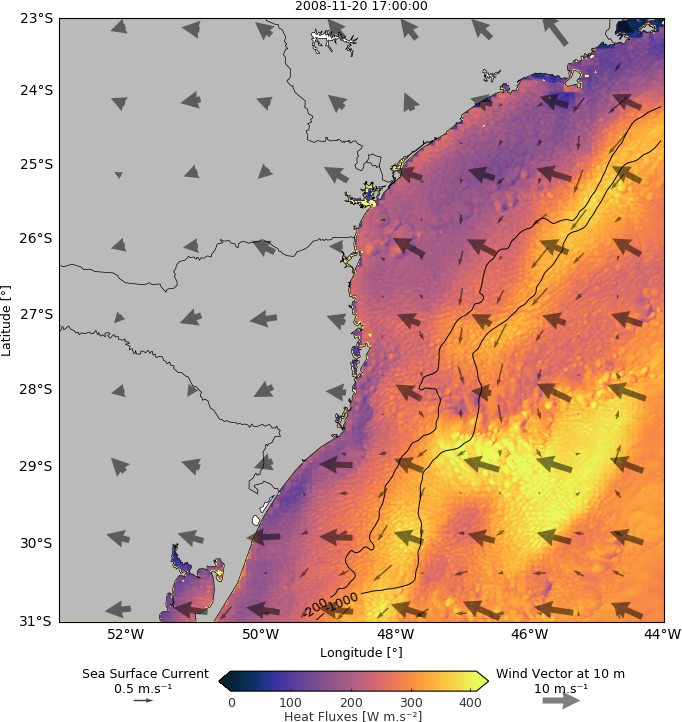 2008-11-20 17:00:00
23°S
24°S
25°S
26°S
27°S
28°S
29°S
30°S
31°S
Latitude [°]
200
1000
52°W 50°W 48°W 46°W 44°W
Longitude [°]
Sea Surface Current
0.5 m.s⁻¹
Wind Vector at 10 m
10 m.s⁻¹
0 100 200 300 400
Heat Fluxes [W m.s⁻²]